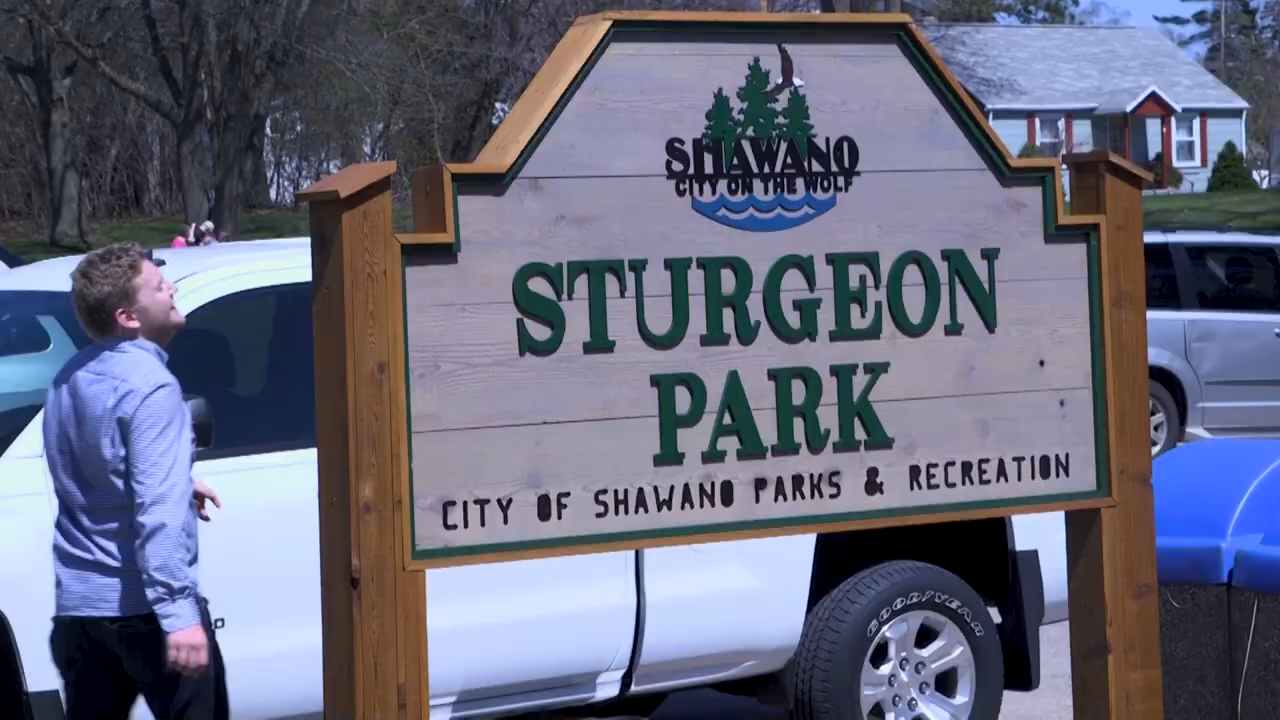 SHAWANO
CITY ON THE WOLF
STURGEON
PARK
CITY OF SHAWANO PARKS & RECREATION
GOODYEAR